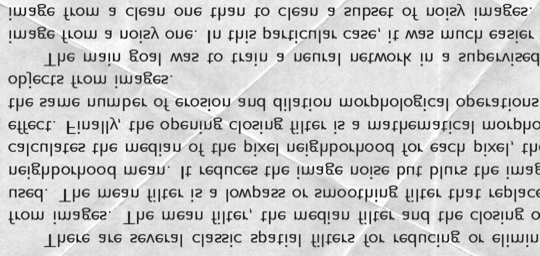 There are several classic spatial filters for reducing or elimin
from images. The mean filter, the median filter and the closing o
used. The mean filter is a lowpass or smoothing filter that replace
neighborhood mean. It reduces the image noise but blurs the imag
calculates the median of the pixel neighborhood for each pixel, the
effect. Finally, the opening closing filter is a mathematical morpho
the same number of erosion and dilation morphological operations
objects from images.
The main goal was to train a neural network in a supervised
image from a noisy one. In this particular case, it was much easier
image from a clean one than to clean a subset of noisy images.